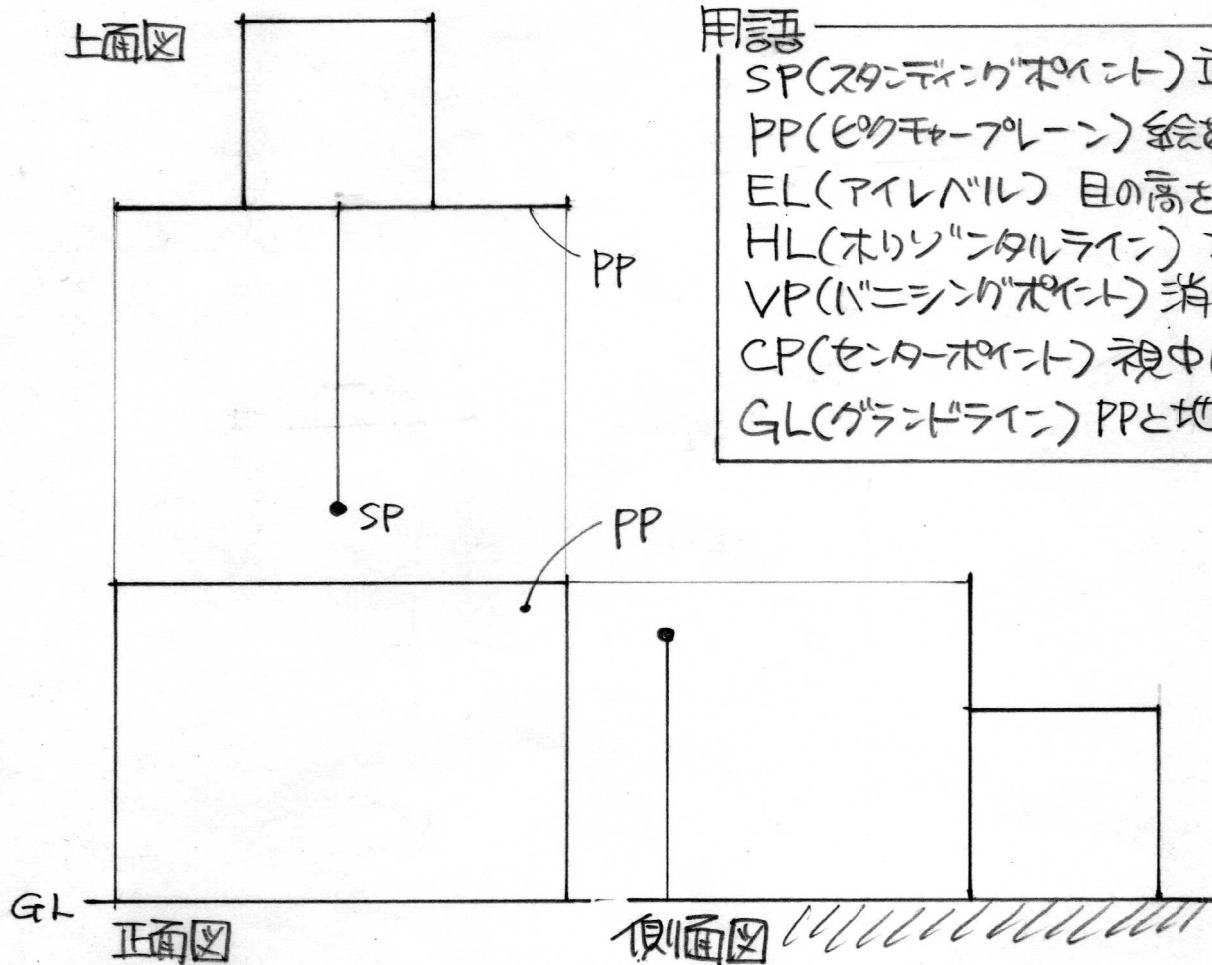 上面図
PP
SP
PP
GL
正面図
側面図
用語
SP(スタンディングポイント)立
PP(ピクチャープレーン)絵を
EL(アイレベル) 目の高さ
HL(ホリゾンタルライン)
VP(バニシングポイント)消
CP(センターポイント)視中
GL(グランドライン)PPと地